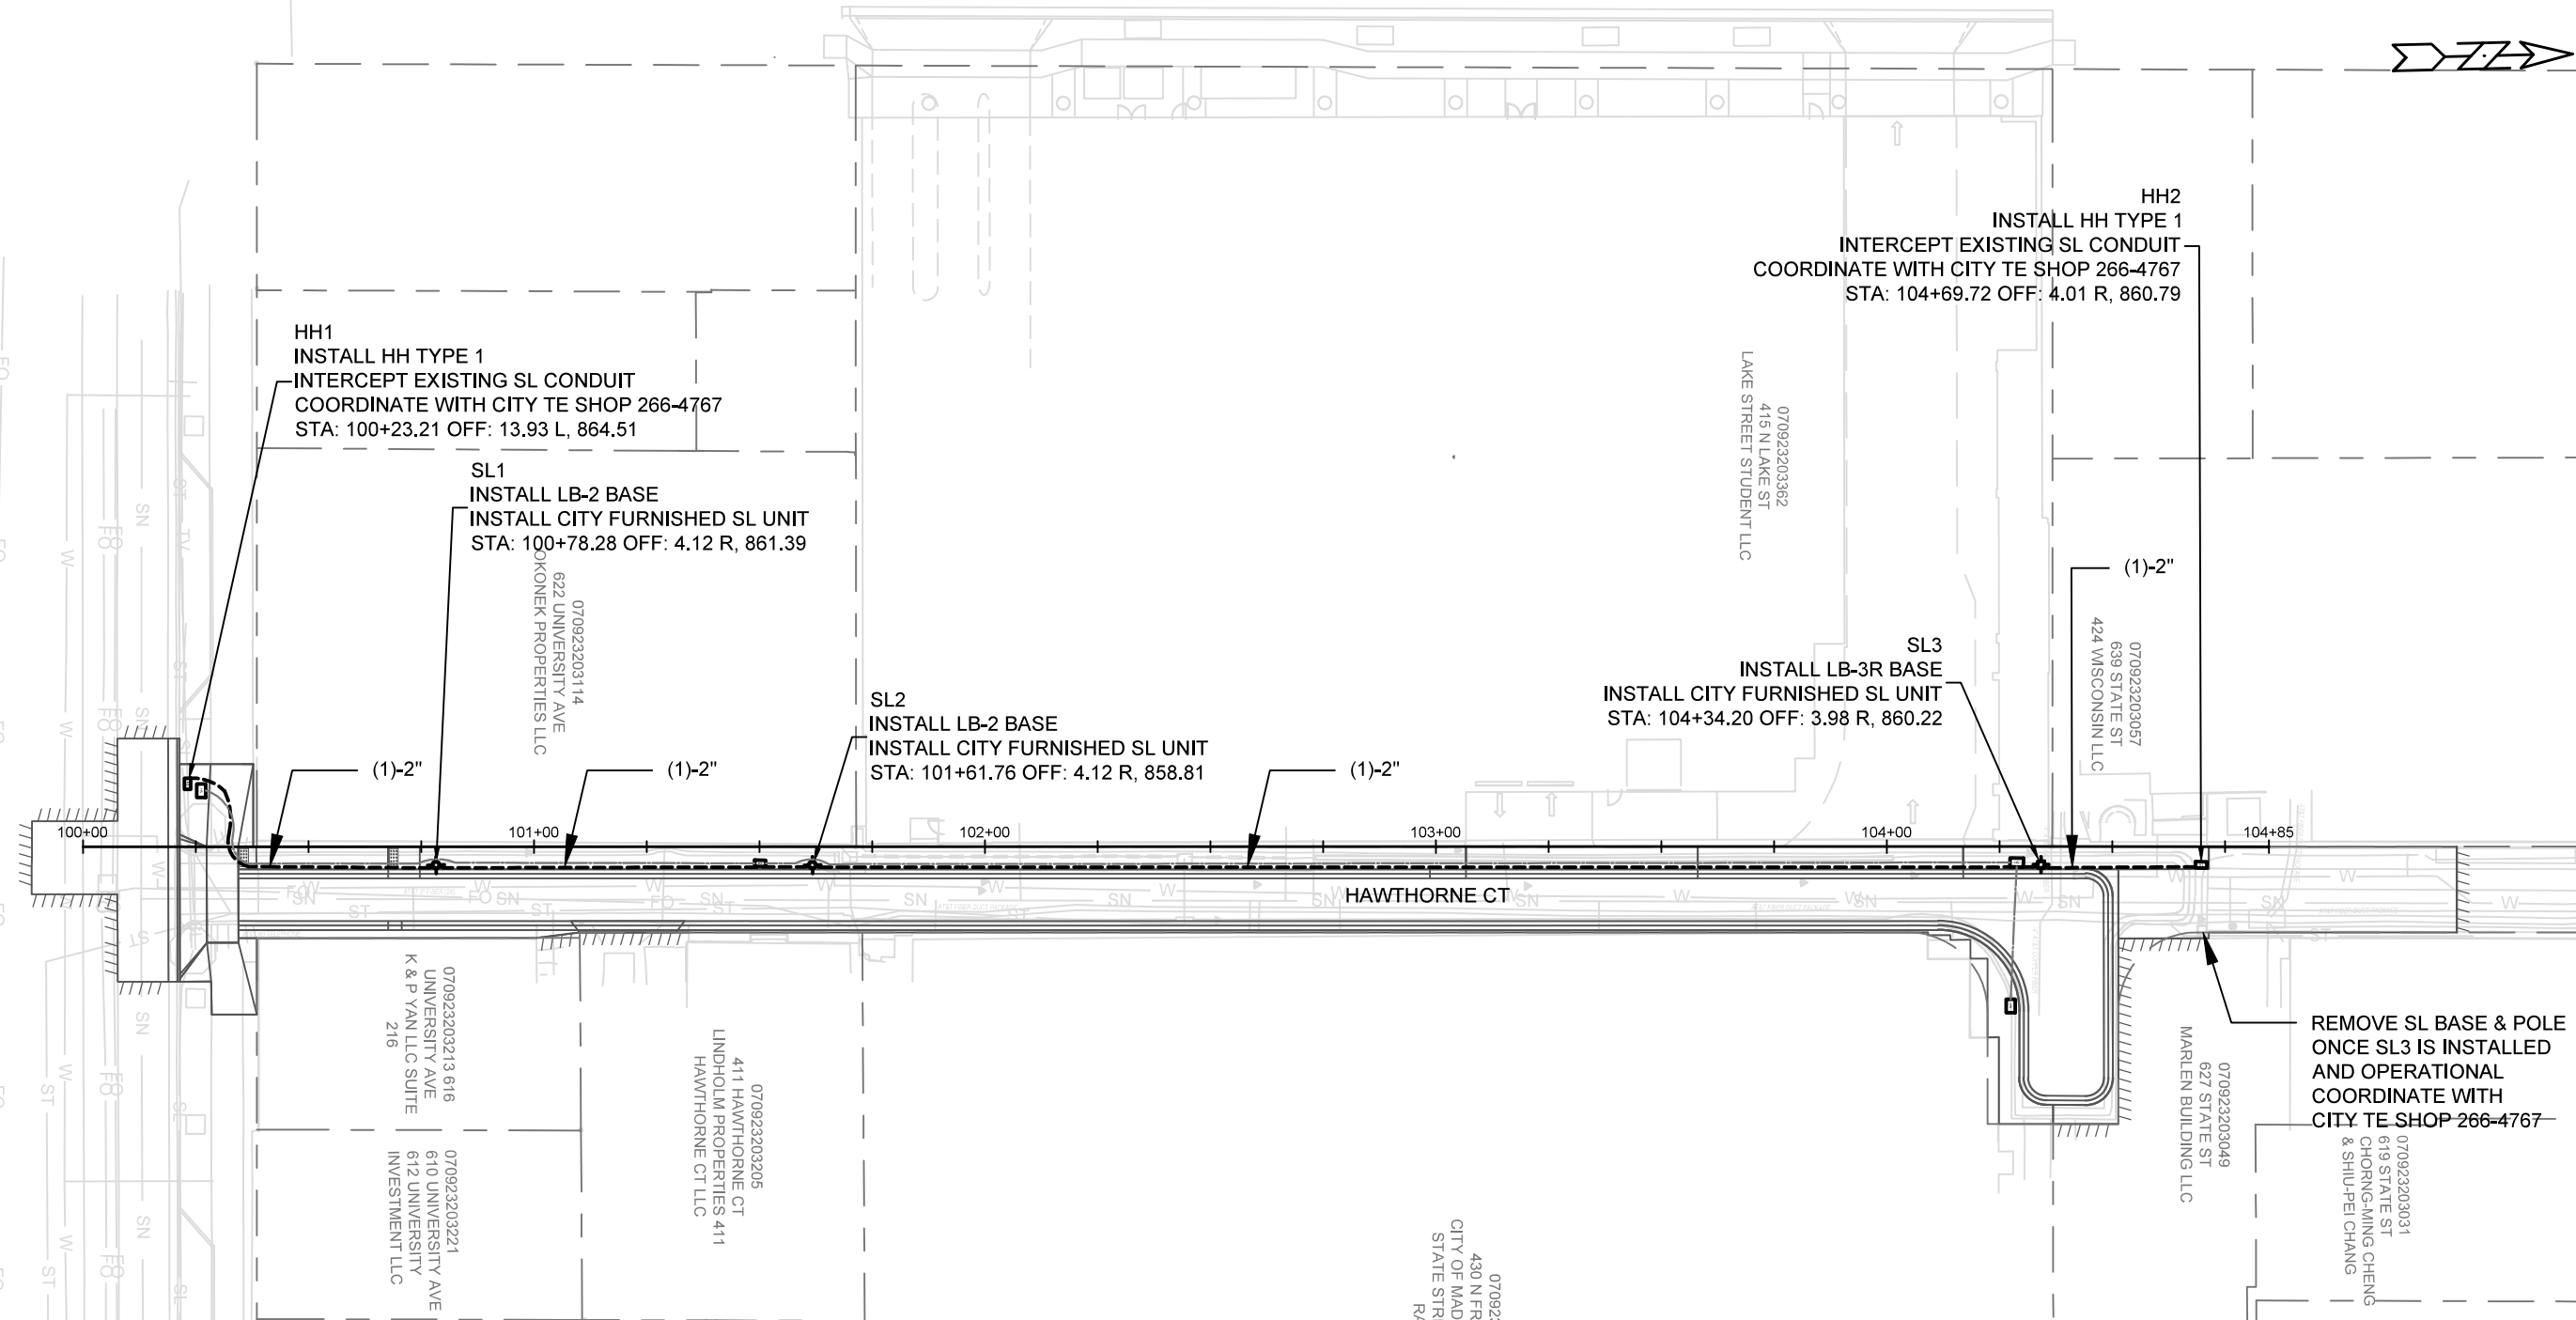 HH2
INSTALL HH TYPE 1
INTERCEPT EXISTING SL CONDUIT
COORDINATE WITH CITY TE SHOP 266-4767
STA: 104+69.72 OFF: 4.01 R, 860.79
HH1
INSTALL HH TYPE 1
INTERCEPT EXISTING SL CONDUIT
COORDINATE WITH CITY TE SHOP 266-4767
STA: 100+23.21 OFF: 13.93 L, 864.51
SL1
INSTALL LB-2 BASE
INSTALL CITY FURNISHED SL UNIT
STA: 100+78.28 OFF: 4.12 R, 861.39
0709232203114
622 UNIVERSITY AVE
OKONEK PROPERTIES LLC
070923203362
415 N LAKE ST
LAKE STREET STUDENT LLC
(1)-2"
070923203057
639 STATE ST
424 WISCONSIN LLC
SL3
INSTALL LB-3R BASE
INSTALL CITY FURNISHED SL UNIT
STA: 104+34.20 OFF: 3.98 R, 860.22
SL2
INSTALL LB-2 BASE
INSTALL CITY FURNISHED SL UNIT
STA: 101+61.76 OFF: 4.12 R, 858.81
(1)-2"
(1)-2"
(1)-2"
100+00
101+00
102+00
103+00
104+00
104+85
HAWTHORNE CT
070923203213 616
UNIVERSITY AVE
K & P YAN LLC SUITE
216
070923203221
610 UNIVERSITY AVE
612 UNIVERSITY
INVESTMENT LLC
070923203205
411 HAWTHORNE CT
LINDHOLM PROPERTIES 411
HAWTHORNE CT LLC
REMOVE SL BASE & POLE
ONCE SL3 IS INSTALLED
AND OPERATIONAL
COORDINATE WITH
CITY TE SHOP 266-4767
070923203049
627 STATE ST
MARLEN BUILDING LLC
070923203031
619 STATE ST
CHORNG-MING CHENG
& SHIU-PEI CHANG
430 N FR
CITY OF MAD
STATE STR